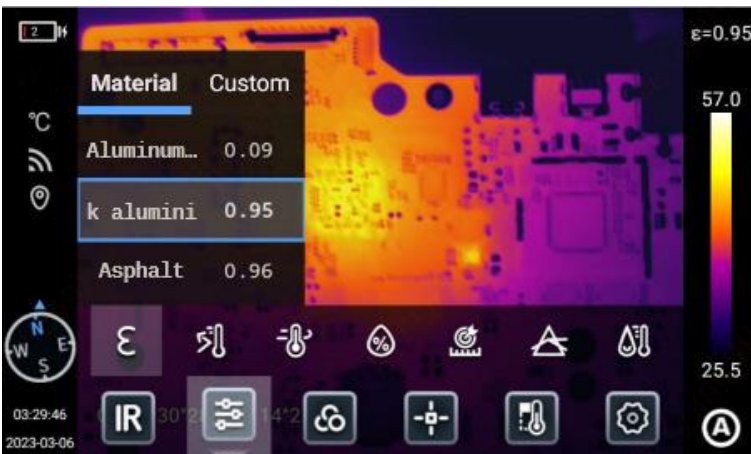 2
ε=0.95
Material Custom
57.0
°C
Aluminum… 0.09
k alumini 0.95
Asphalt 0.96
N
W E
S
ε
%
25.5
03:29:46
2023-03-06
IR
A